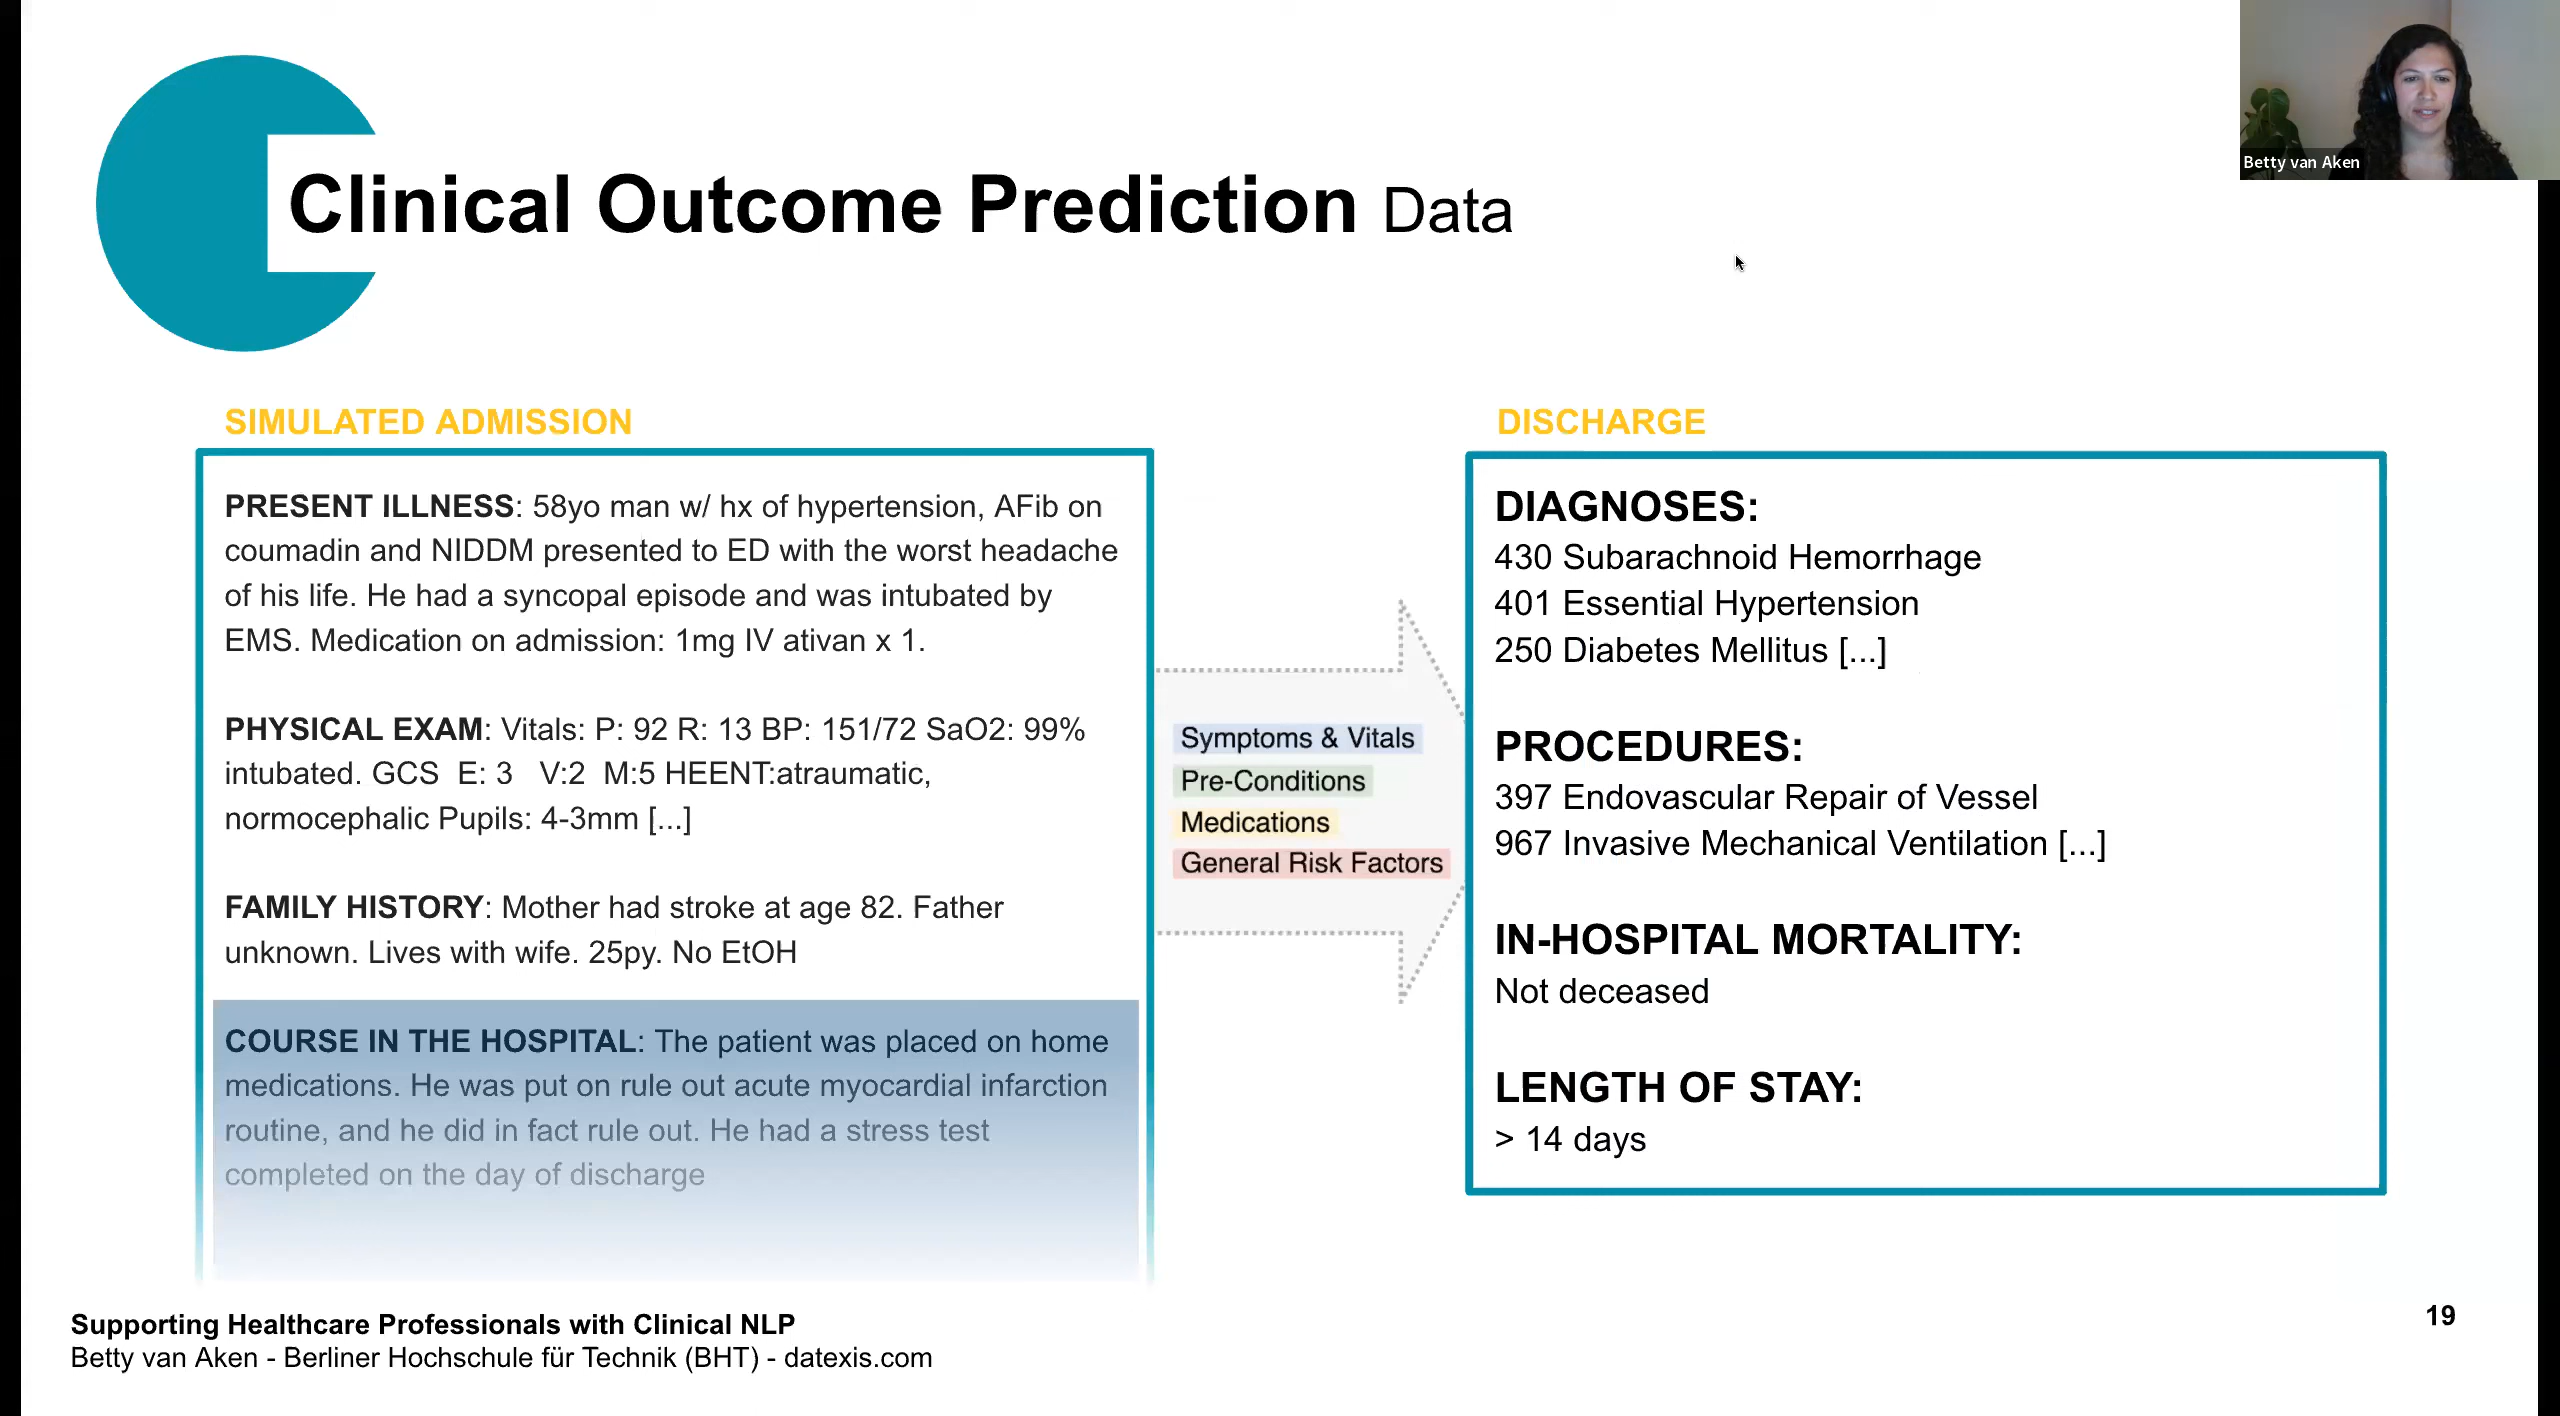 Betty van Aken
Clinical Outcome Prediction Data
SIMULATED ADMISSION
PRESENT ILLNESS: 58yo man w/ hx of hypertension, AFib on
coumadin and NIDDM presented to ED with the worst headache
of his life. He had a syncopal episode and was intubated by
EMS. Medication on admission: 1mg IV ativan x 1.
PHYSICAL EXAM: Vitals: P: 92 R: 13 BP: 151/72 SaO2: 99%
intubated. GCS  E: 3   V:2  M:5 HEENT:atraumatic,
normocephalic Pupils: 4-3mm [...]
FAMILY HISTORY: Mother had stroke at age 82. Father
unknown. Lives with wife. 25py. No EtOH
COURSE IN THE HOSPITAL: The patient was placed on home
medications. He was put on rule out acute myocardial infarction
routine, and he did in fact rule out. He had a stress test
completed on the day of discharge
Symptoms & Vitals
Pre-Conditions
Medications
General Risk Factors
DISCHARGE
DIAGNOSES:
430 Subarachnoid Hemorrhage
401 Essential Hypertension
250 Diabetes Mellitus [...]
PROCEDURES:
397 Endovascular Repair of Vessel
967 Invasive Mechanical Ventilation [...]
IN-HOSPITAL MORTALITY:
Not deceased
LENGTH OF STAY:
> 14 days
Supporting Healthcare Professionals with Clinical NLP
Betty van Aken - Berliner Hochschule für Technik (BHT) - datexis.com
19